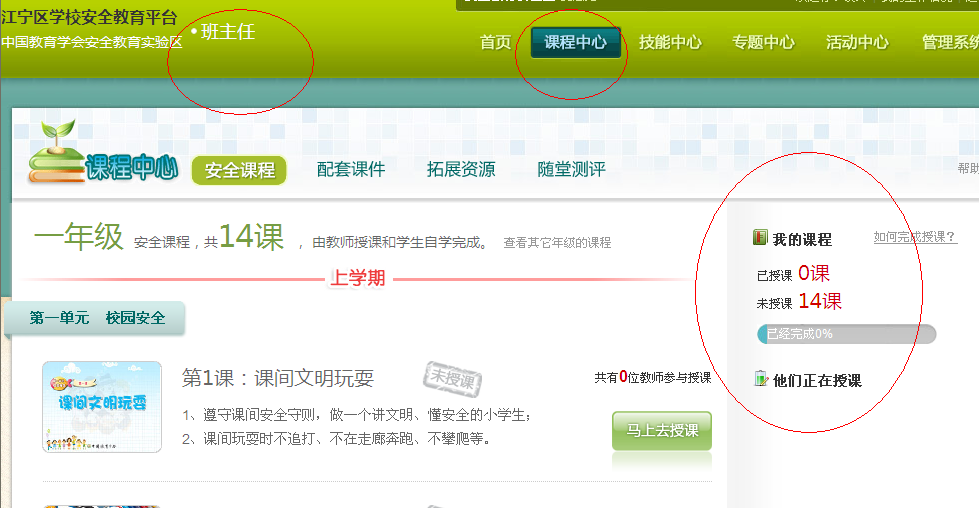 江宁区学校安全教育平台
中国教育学会安全教育实验区
班主任
首页 课程中心 技能中心 专题中心 活动中心 管理系统
课程中心
安全课程 配套课件 拓展资源 随堂测评
帮助
一年级 安全课程，共14课 ，由教师授课和学生自学完成。 查看其它年级的课程
上学期
第一单元 校园安全
课间文明玩耍
第1课：课间文明玩耍
未授课
共有0位教师参与授课
1、遵守课间安全守则，做一个讲文明、懂安全的小学生；
2、课间玩耍时不追打、不在走廊奔跑、不攀爬等。
马上去授课
我的课程 如何完成授课？
已授课 0课
未授课 14课
已经完成0%
他们正在授课